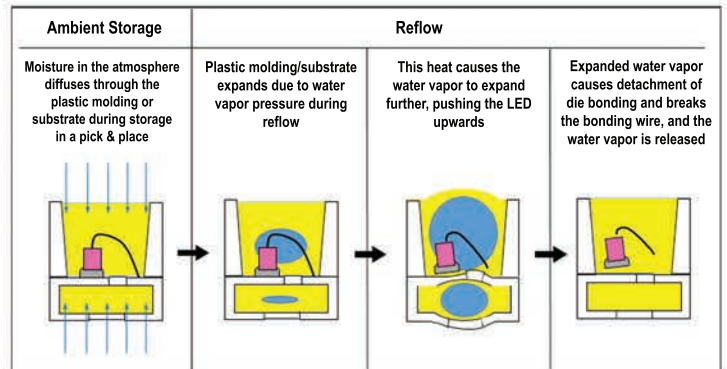 Ambient Storage
Reflow
Moisture in the atmosphere
diffuses through the
plastic molding or
substrate during storage
in a pick & place
Plastic molding/substrate
expands due to water
vapor pressure during
reflow
This heat causes the
water vapor to expand
further, pushing the LED
upwards
Expanded water vapor
causes detachment of
die bonding and breaks
the bonding wire, and the
water vapor is released